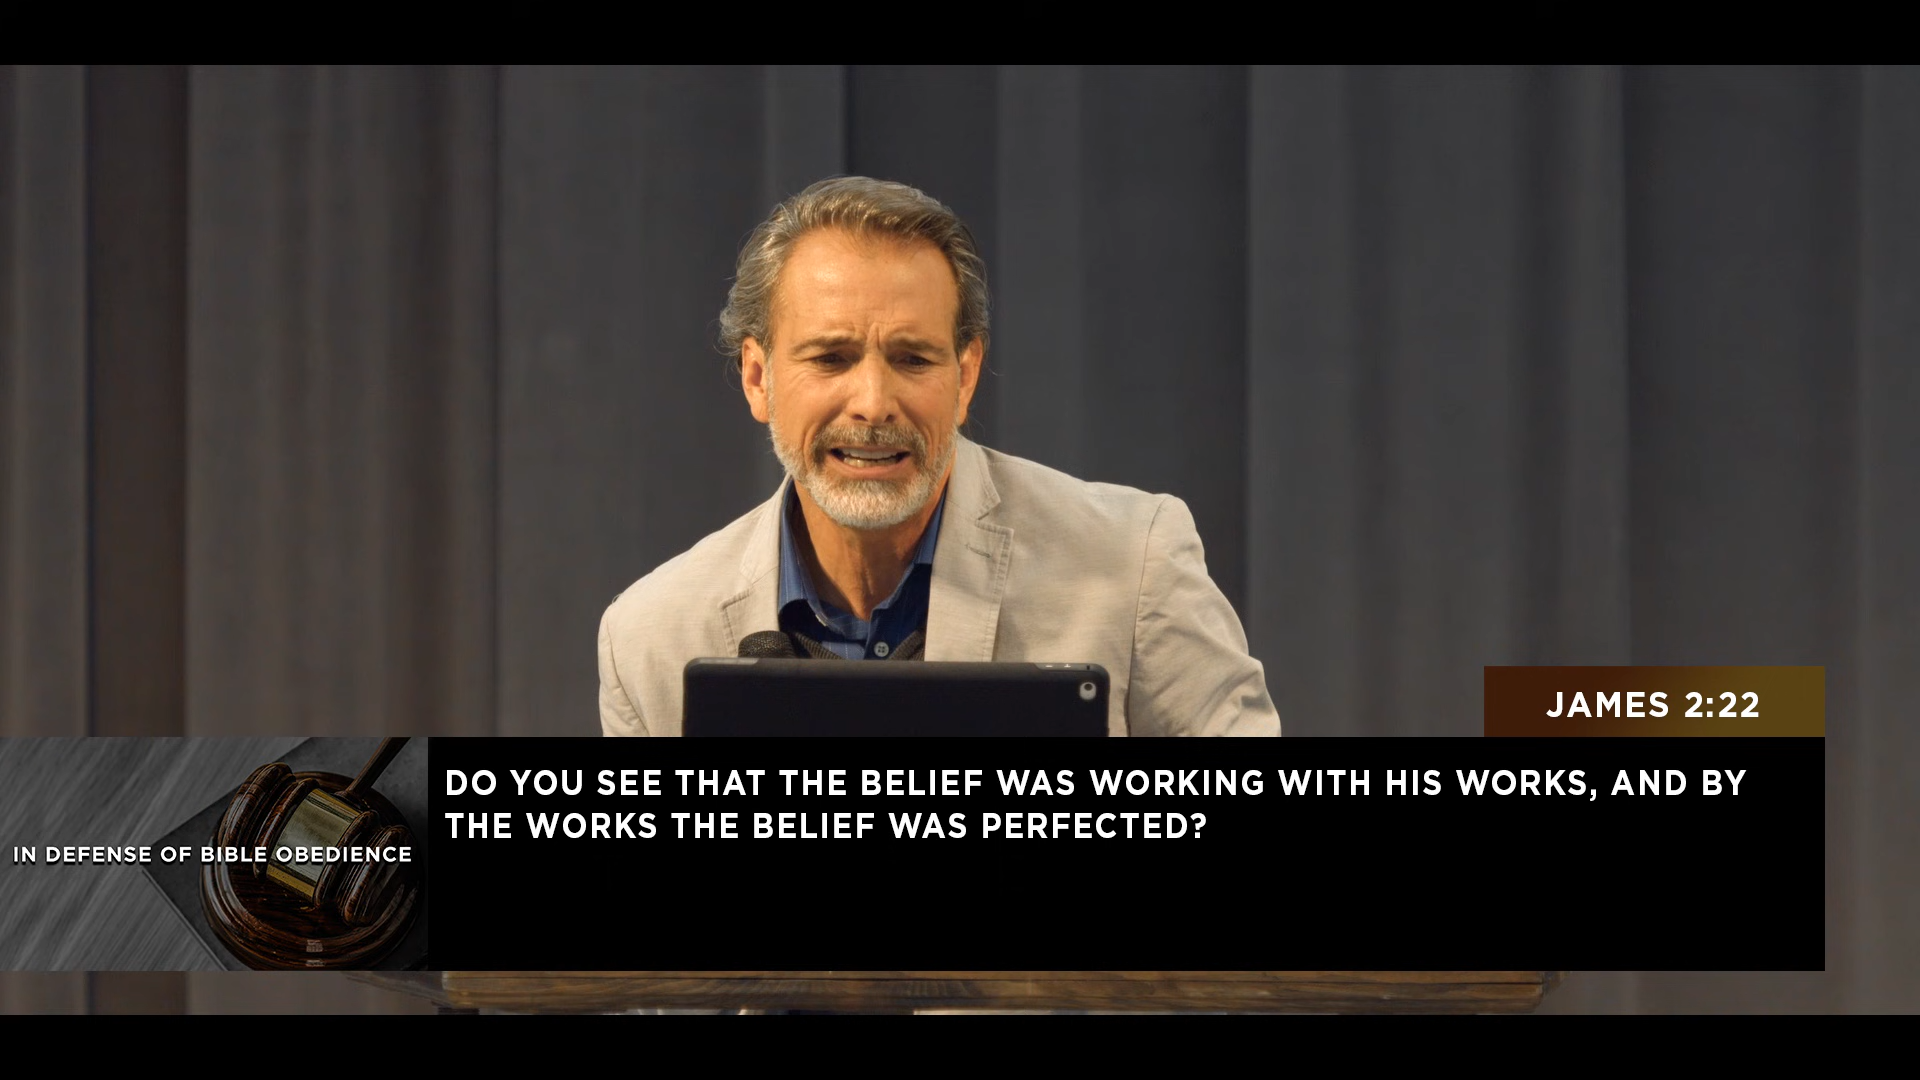 JAMES 2:22
DO YOU SEE THAT THE BELIEF WAS WORKING WITH HIS WORKS, AND BY
THE WORKS THE BELIEF WAS PERFECTED?
IN DEFENSE OF BIBLE OBEDIENCE